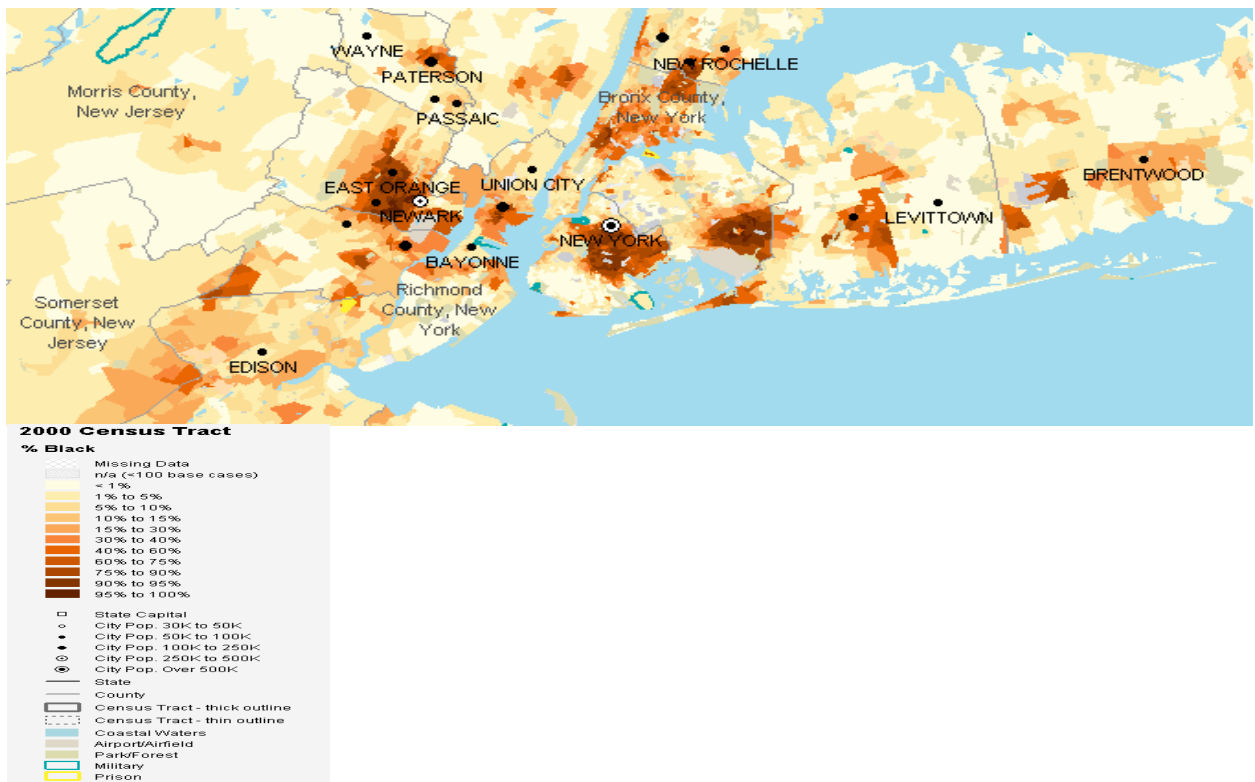 WAYNE
PATERSON
PASSAIC
Morris County,
New Jersey
NEW ROCHELLE
Bronx County,
New York
EAST ORANGE
UNION CITY
NEWARK
BAYONNE
NEW YORK
LEVITTOWN
BRENTWOOD
Richmond
County, New
York
Somerset
County, New
Jersey
EDISON
2000 Census Tract
% Black
Missing Data
n/a (<100 base cases)
< 1%
1% to 5%
5% to 10%
10% to 15%
15% to 30%
30% to 40%
40% to 60%
60% to 75%
75% to 90%
90% to 95%
95% to 100%
State Capital
City Pop. 30K to 50K
City Pop. 50K to 100K
City Pop. 100K to 250K
City Pop. 250K to 500K
City Pop. Over 500K
State
County
Census Tract - thick outline
Census Tract - thin outline
Coastal Waters
Airport/Airfield
Park/Forest
Military
Prison